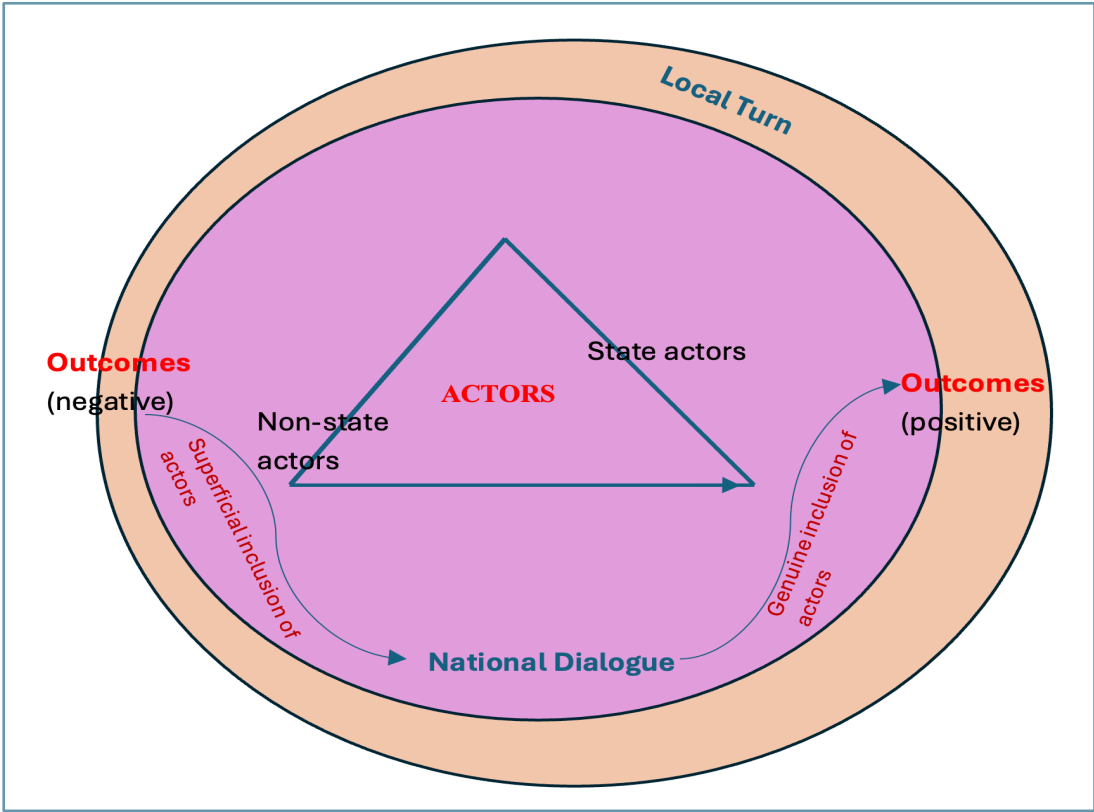 Local Turn
State actors
Outcomes
(negative)
ACTORS
Outcomes
(positive)
Non-state
actors
Superficial inclusion of
actors
Genuine inclusion of
actors
National Dialogue